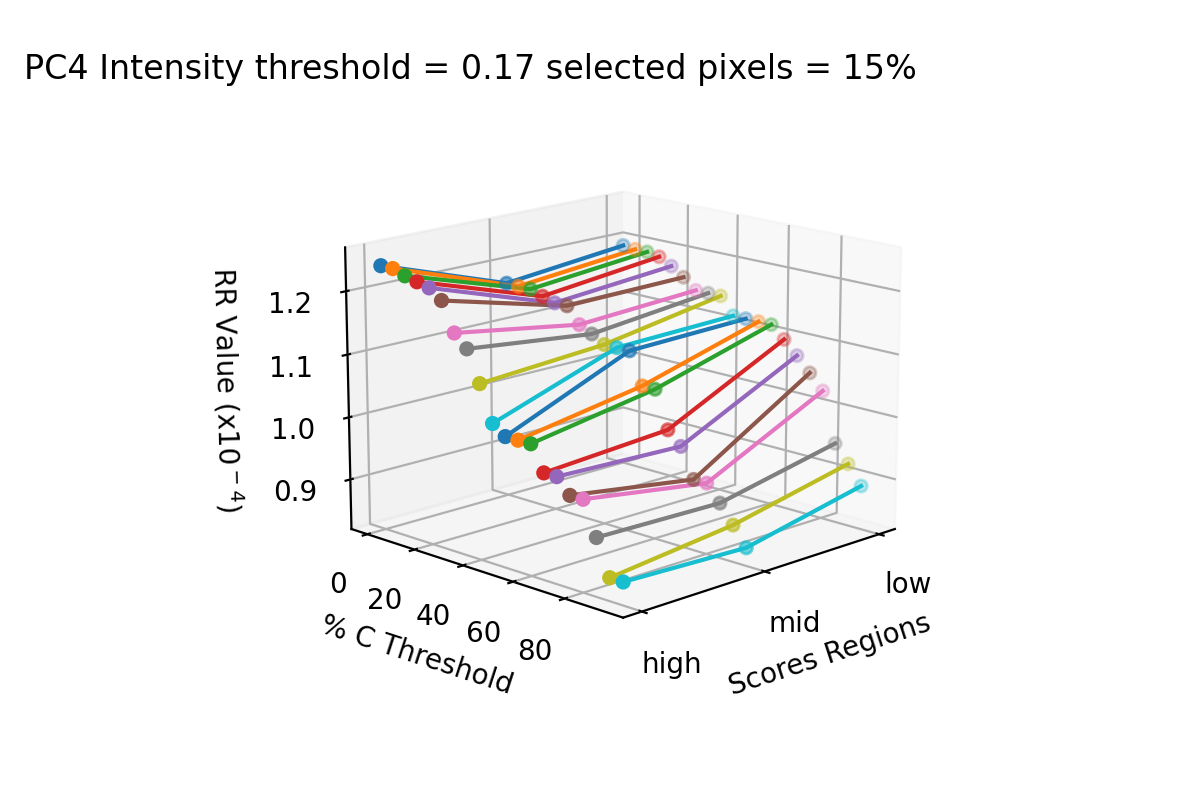 PC4 Intensity threshold = 0.17 selected pixels = 15%
RR Value (x10⁻⁴)
1.2
1.1
1.0
0.9
0
20
40
60
80
% C Threshold
high
mid
low
Scores Regions